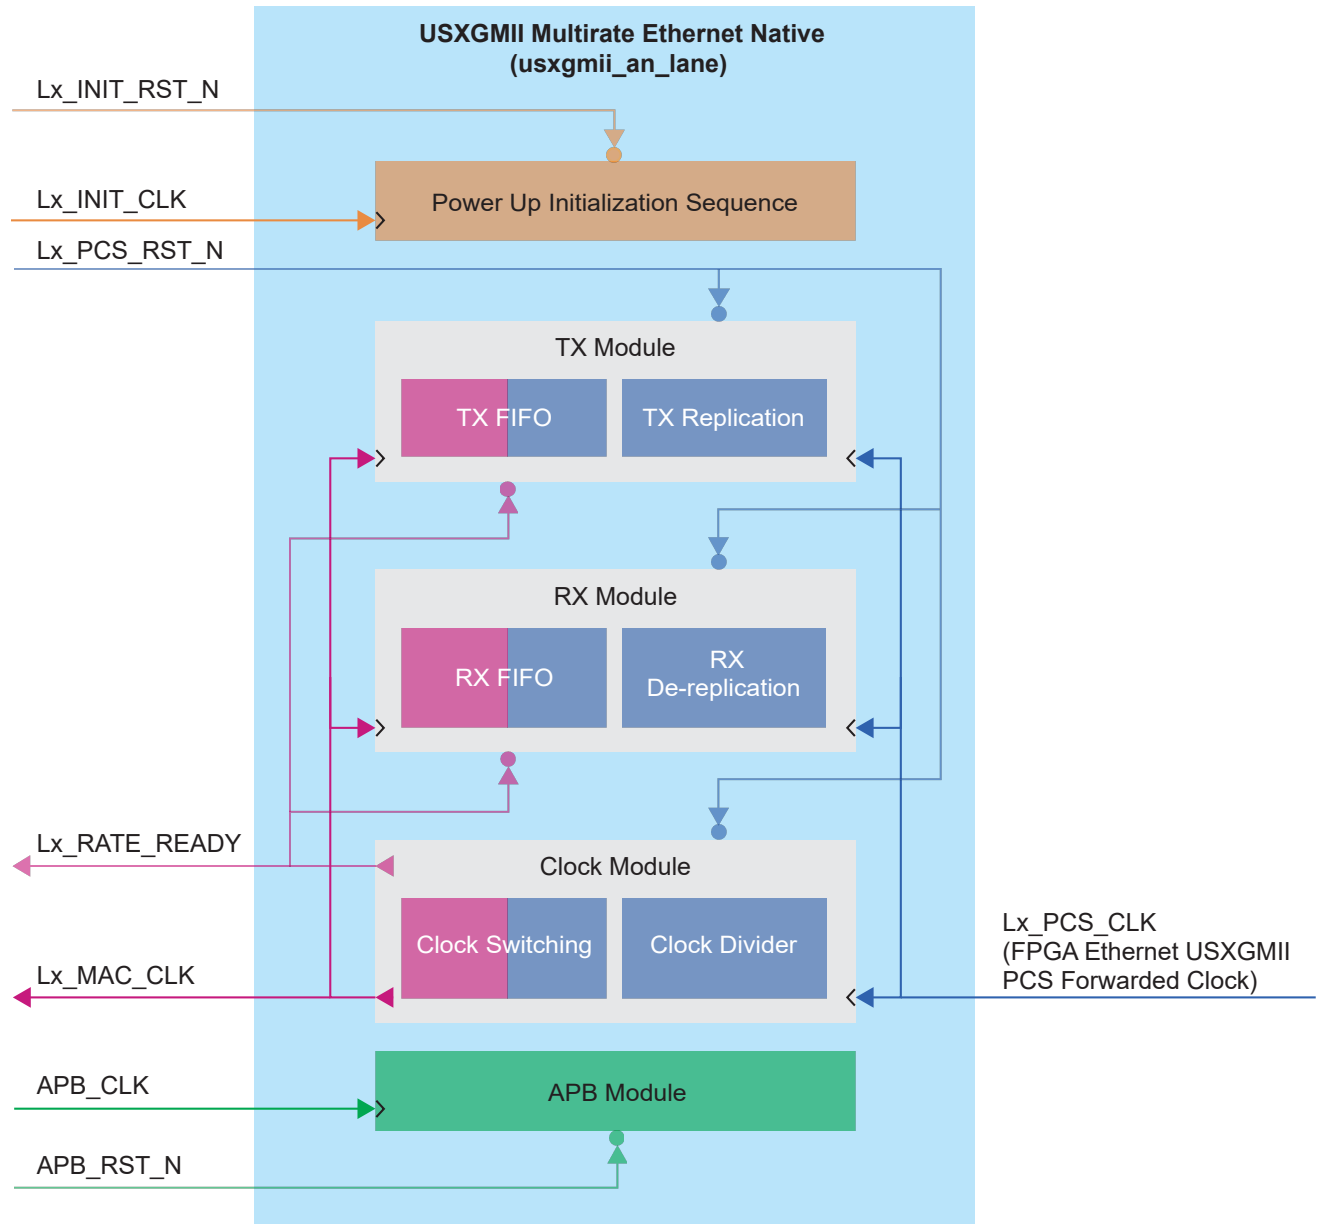 USXGMII Multirate Ethernet Native
(usxgmii_an_lane)
Lx_INIT_RST_N
Lx_INIT_CLK
Power Up Initialization Sequence
Lx_PCS_RST_N
TX Module
TX FIFO
TX Replication
RX Module
RX FIFO
RX
De-replication
Lx_RATE_READY
Clock Module
Clock Switching
Clock Divider
Lx_PCS_CLK
(FPGA Ethernet USXGMII
PCS Forwarded Clock)
Lx_MAC_CLK
APB_CLK
APB Module
APB_RST_N